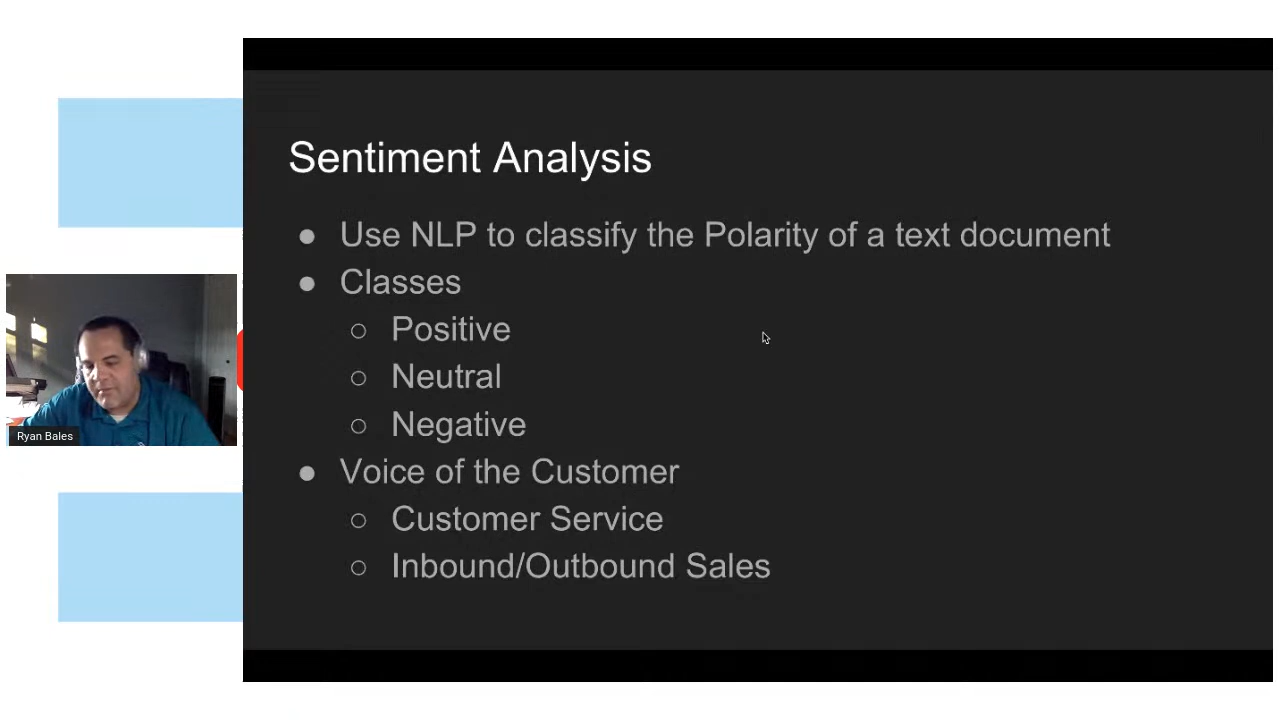 Sentiment Analysis
● Use NLP to classify the Polarity of a text document
● Classes
○ Positive
○ Neutral
○ Negative
● Voice of the Customer
○ Customer Service
○ Inbound/Outbound Sales
Ryan Bales